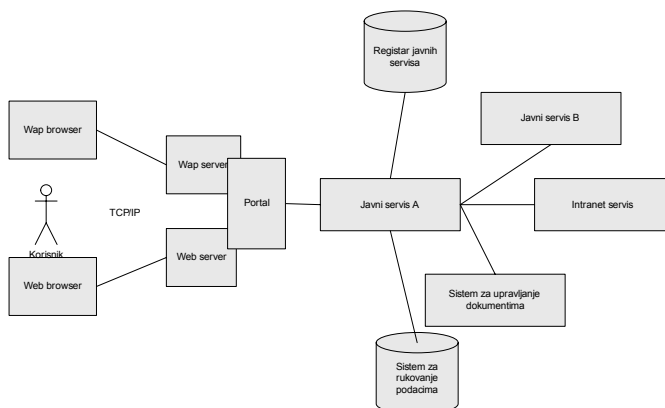 Registar javnih
servisa
Wap browser
Javni servis B
Wap server
TCP/IP
Portal
Javni servis A
Intranet servis
Korisnik
Web server
Web browser
Sistem za upravljanje
dokumentima
Sistem za
rukovanje
podacima